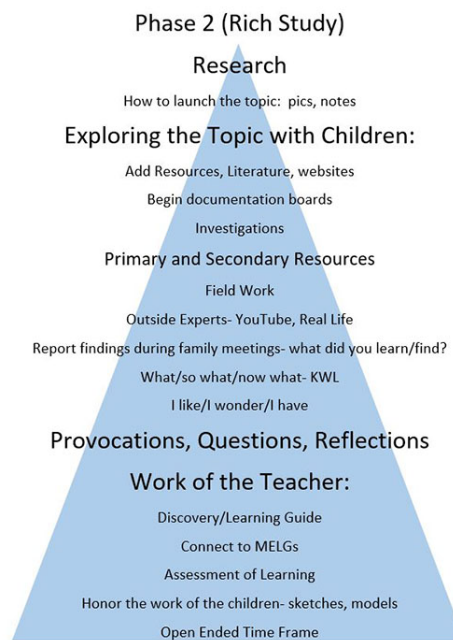 Phase 2 (Rich Study)
Research
How to launch the topic: pics, notes
Exploring the Topic with Children:
Add Resources, Literature, websites
Begin documentation boards
Investigations
Primary and Secondary Resources
Field Work
Outside Experts- YouTube, Real Life
Report findings during family meetings- what did you learn/find?
What/so what/now what- KWL
I like/I wonder/I have
Provocations, Questions, Reflections
Work of the Teacher:
Discovery/Learning Guide
Connect to MELGs
Assessment of Learning
Honor the work of the children- sketches, models
Open Ended Time Frame